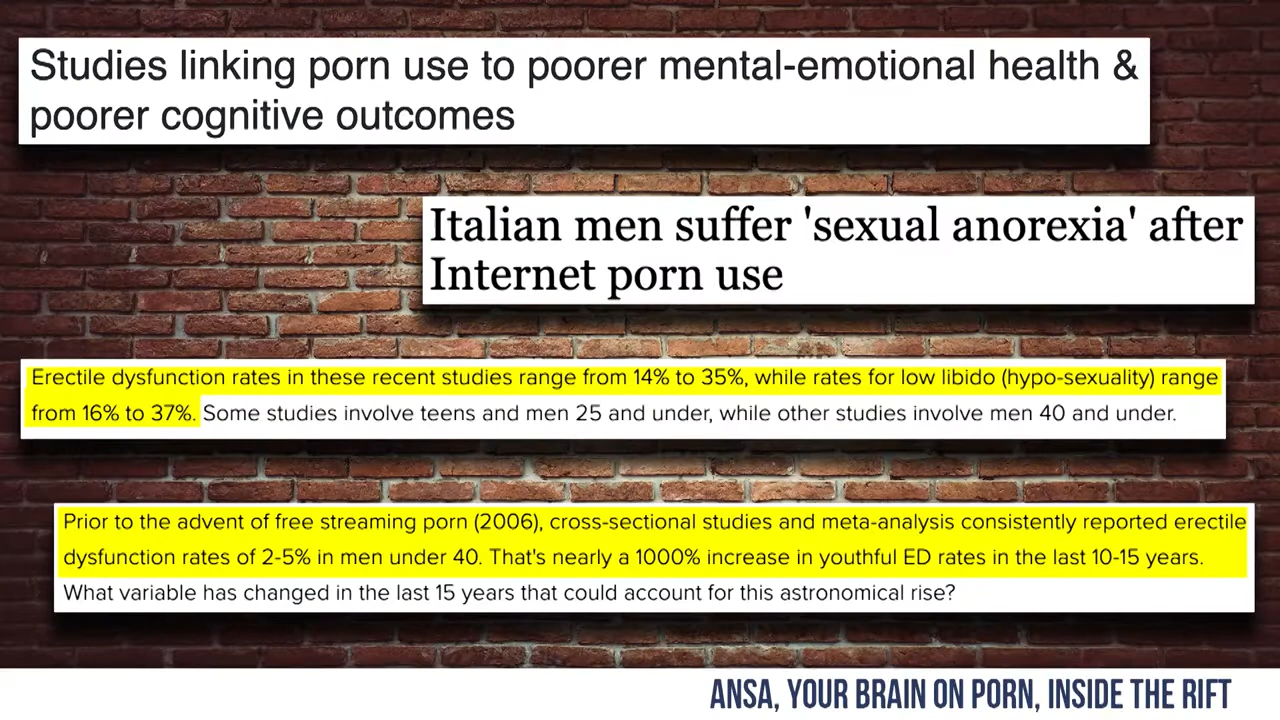 Studies linking porn use to poorer mental-emotional health &
poorer cognitive outcomes
Italian men suffer 'sexual anorexia' after
Internet porn use
Erectile dysfunction rates in these recent studies range from 14% to 35%, while rates for low libido (hypo-sexuality) range
from 16% to 37%. Some studies involve teens and men 25 and under, while other studies involve men 40 and under.
Prior to the advent of free streaming porn (2006), cross-sectional studies and meta-analysis consistently reported erectile
dysfunction rates of 2-5% in men under 40. That's nearly a 1000% increase in youthful ED rates in the last 10-15 years.
What variable has changed in the last 15 years that could account for this astronomical rise?
ANSA, YOUR BRAIN ON PORN, INSIDE THE RIFT